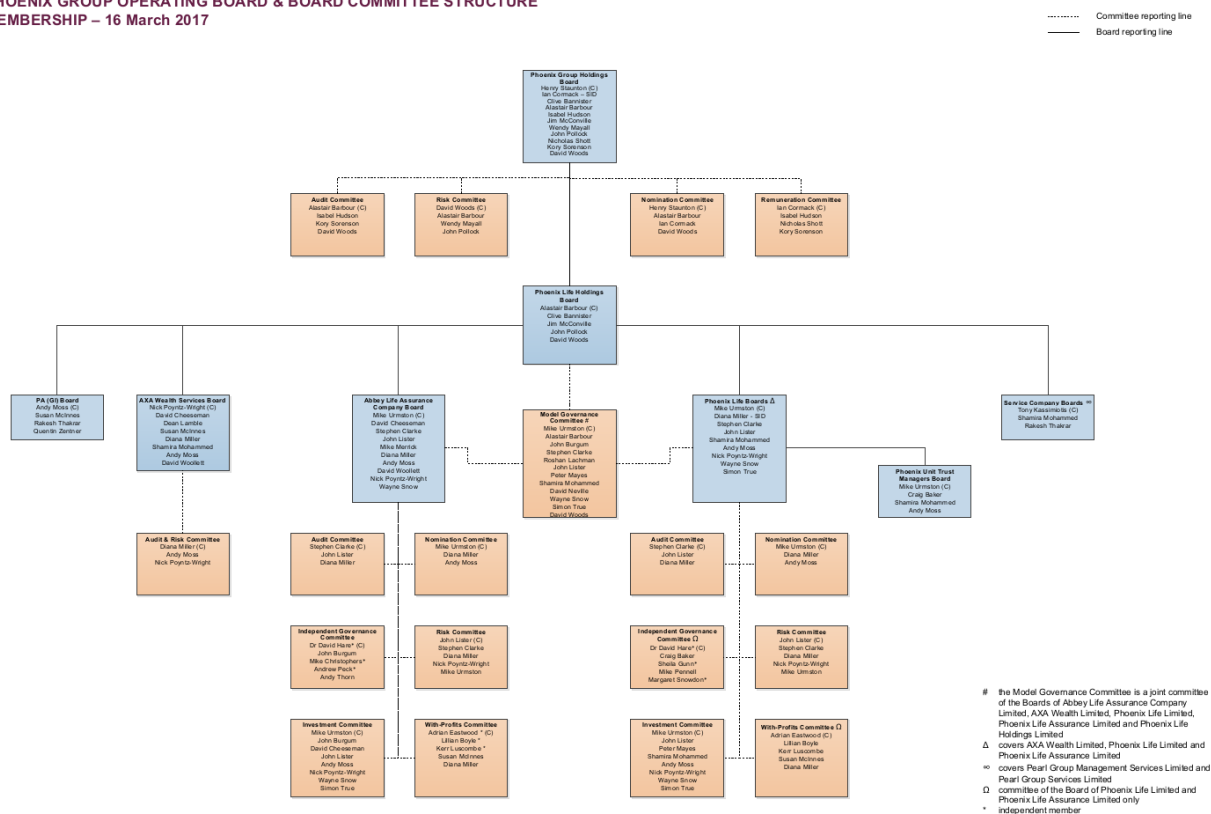 HOENIX GROUP OPERATING BOARD & BOARD COMMITTEE STRUCTURE
EMBERSHIP – 16 March 2017
Committee reporting line
Board reporting line
Phoenix Group Holdings
Board
Henry Staunton (C)
Ian Cormack – SID
Clive Bannister
Alastair Barbour
Isabel Hudson
Jim McConville
Wendy Mayall
John Pollock
Nicholas Shott
Kory Sorenson
David Woods
Audit Committee
Alastair Barbour (C)
Isabel Hudson
Kory Sorenson
David Woods
Risk Committee
David Woods (C)
Alastair Barbour
Wendy Mayall
John Pollock
Nomination Committee
Henry Staunton (C)
Alastair Barbour
Ian Cormack
David Woods
Remuneration Committee
Ian Cormack (C)
Isabel Hudson
Nicholas Shott
Kory Sorenson
Phoenix Life Holdings
Board
Alastair Barbour (C)
Clive Bannister
Jim McConville
John Pollock
David Woods
PA (GI) Board
Andy Moss (C)
Susan McInnes
Rakesh Thakrar
Quentin Zentner
AXA Wealth Services Board
Nick Poyntz-Wright (C)
David Cheeseman
Dean Lamble
Susan McInnes
Diana Miller
Shamira Mohammed
Andy Moss
David Woollett
Abbey Life Assurance
Company Board
Mike Urmston (C)
David Cheeseman
Stephen Clarke
John Lister
Mike Merrick
Diana Miller
Andy Moss
David Woollett
Nick Poyntz-Wright
Wayne Snow
Model Governance
Committee #
Mike Urmston (C)
Alastair Barbour
John Burgum
Stephen Clarke
Roshan Lachman
John Lister
Peter Mayes
Shamira Mohammed
David Neville
Wayne Snow
Simon True
David Woods
Phoenix Life Boards Δ
Mike Urmston (C)
Diana Miller - SID
Stephen Clarke
John Lister
Shamira Mohammed
Andy Moss
Nick Poyntz-Wright
Wayne Snow
Simon True
Service Company Boards ∞
Tony Kassimiotis (C)
Shamira Mohammed
Rakesh Thakrar
Phoenix Unit Trust
Managers Board
Mike Urmston (C)
Craig Baker
Shamira Mohammed
Andy Moss
Audit & Risk Committee
Diana Miller (C)
Andy Moss
Nick Poyntz-Wright
Audit Committee
Stephen Clarke (C)
John Lister
Diana Miller
Nomination Committee
Mike Urmston (C)
Diana Miller
Andy Moss
Audit Committee
Stephen Clarke (C)
John Lister
Diana Miller
Nomination Committee
Mike Urmston (C)
Diana Miller
Andy Moss
Independent Governance
Committee
Dr David Hare* (C)
John Burgum
Mike Christophers*
Andrew Peck*
Andy Thorn
Risk Committee
John Lister (C)
Stephen Clarke
Diana Miller
Nick Poyntz-Wright
Mike Urmston
Independent Governance
Committee Ω
Dr David Hare* (C)
Craig Baker
Sheila Gunn*
Mike Pennell
Margaret Snowdon*
Risk Committee
John Lister (C)
Stephen Clarke
Diana Miller
Nick Poyntz-Wright
Mike Urmston
Investment Committee
Mike Urmston (C)
John Burgum
David Cheeseman
John Lister
Andy Moss
Nick Poyntz-Wright
Wayne Snow
Simon True
With-Profits Committee
Adrian Eastwood * (C)
Lillian Boyle *
Kerr Luscombe *
Susan McInnes
Diana Miller
Investment Committee
Mike Urmston (C)
John Lister
Peter Mayes
Shamira Mohammed
Andy Moss
Nick Poyntz-Wright
Wayne Snow
Simon True
With-Profits Committee Ω
Adrian Eastwood (C)
Lillian Boyle
Kerr Luscombe
Susan McInnes
Diana Miller
# the Model Governance Committee is a joint committee
of the Boards of Abbey Life Assurance Company
Limited, AXA Wealth Limited, Phoenix Life Limited,
Phoenix Life Assurance Limited and Phoenix Life
Holdings Limited
Δ covers AXA Wealth Limited, Phoenix Life Limited and
Phoenix Life Assurance Limited
∞ covers Pearl Group Management Services Limited and
Pearl Group Services Limited
Ω committee of the Board of Phoenix Life Limited and
Phoenix Life Assurance Limited only
* independent member